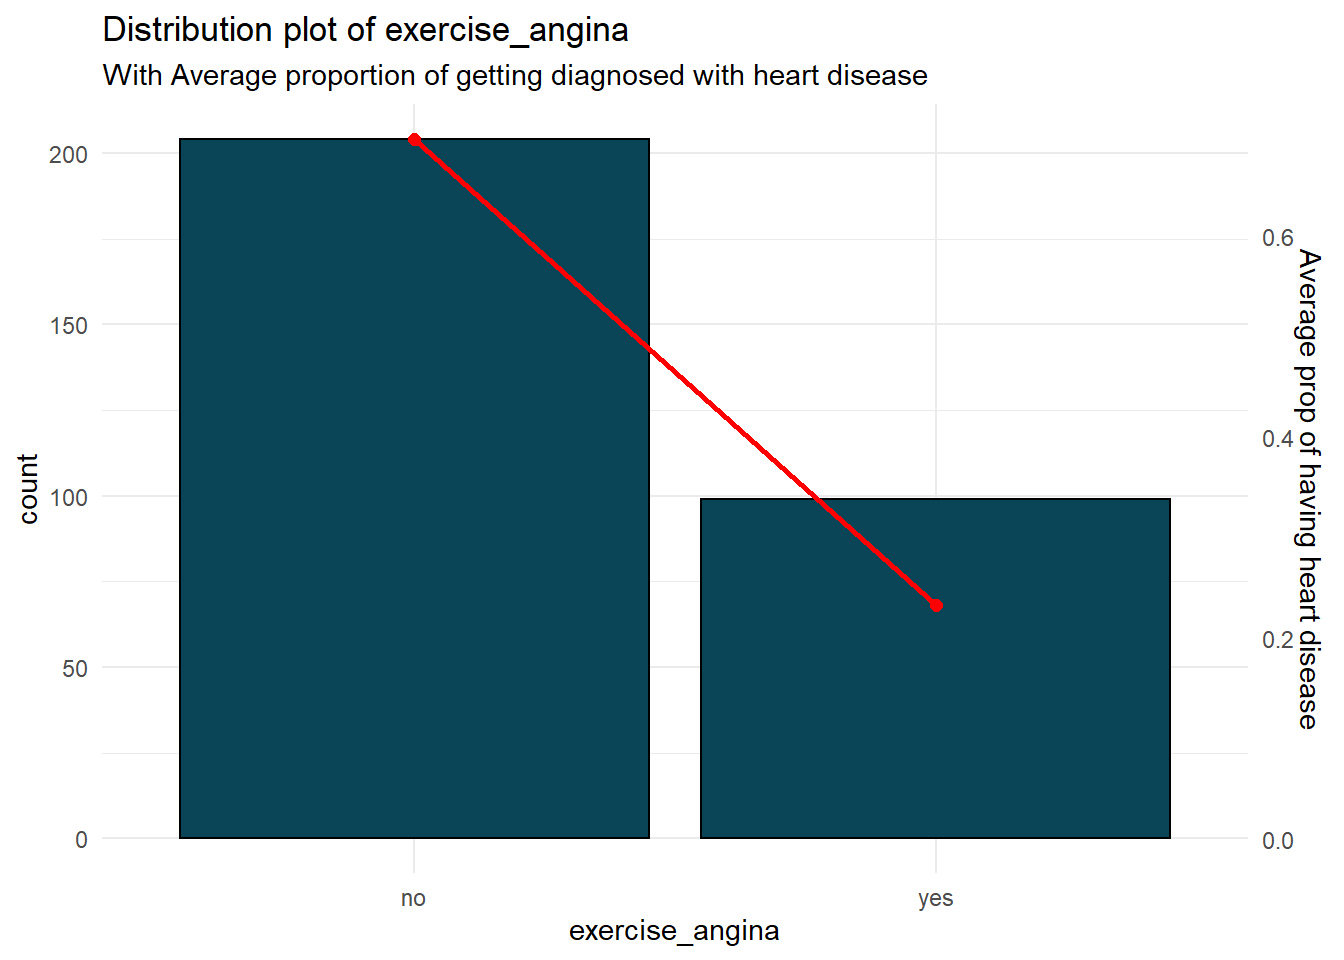 Distribution plot of exercise_angina
With Average proportion of getting diagnosed with heart disease
200
150
100
50
0
count
0.6
0.4
0.2
0.0
Average prop of having heart disease
no
yes
exercise_angina